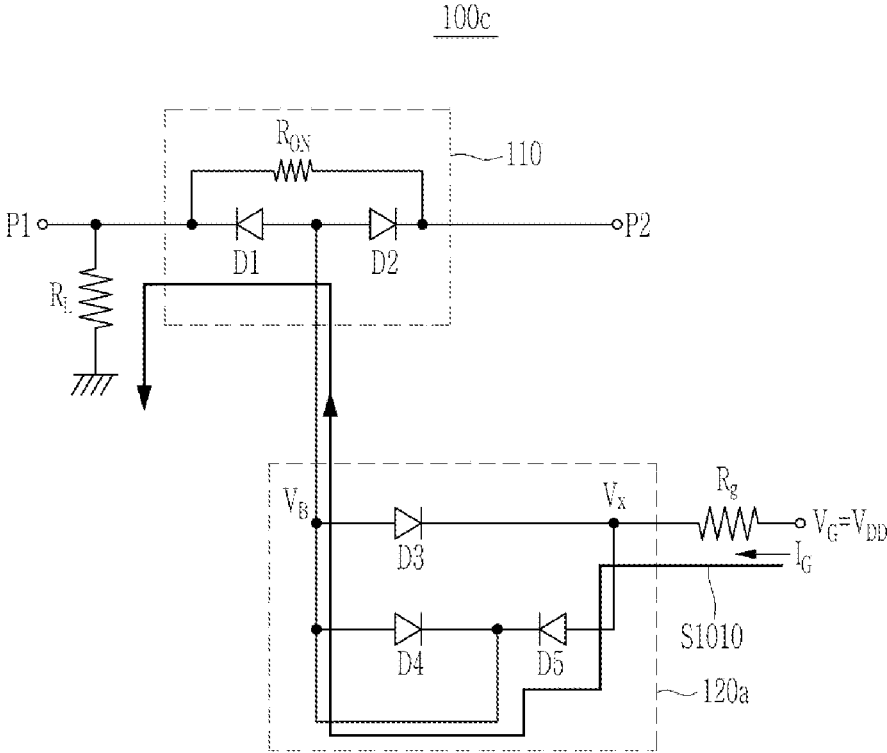 100c
R_ON
110
P1
P2
D1
D2
R_L
V_B
V_X
R_g
V_G=V_DD
D3
I_G
S1010
D4
D5
120a